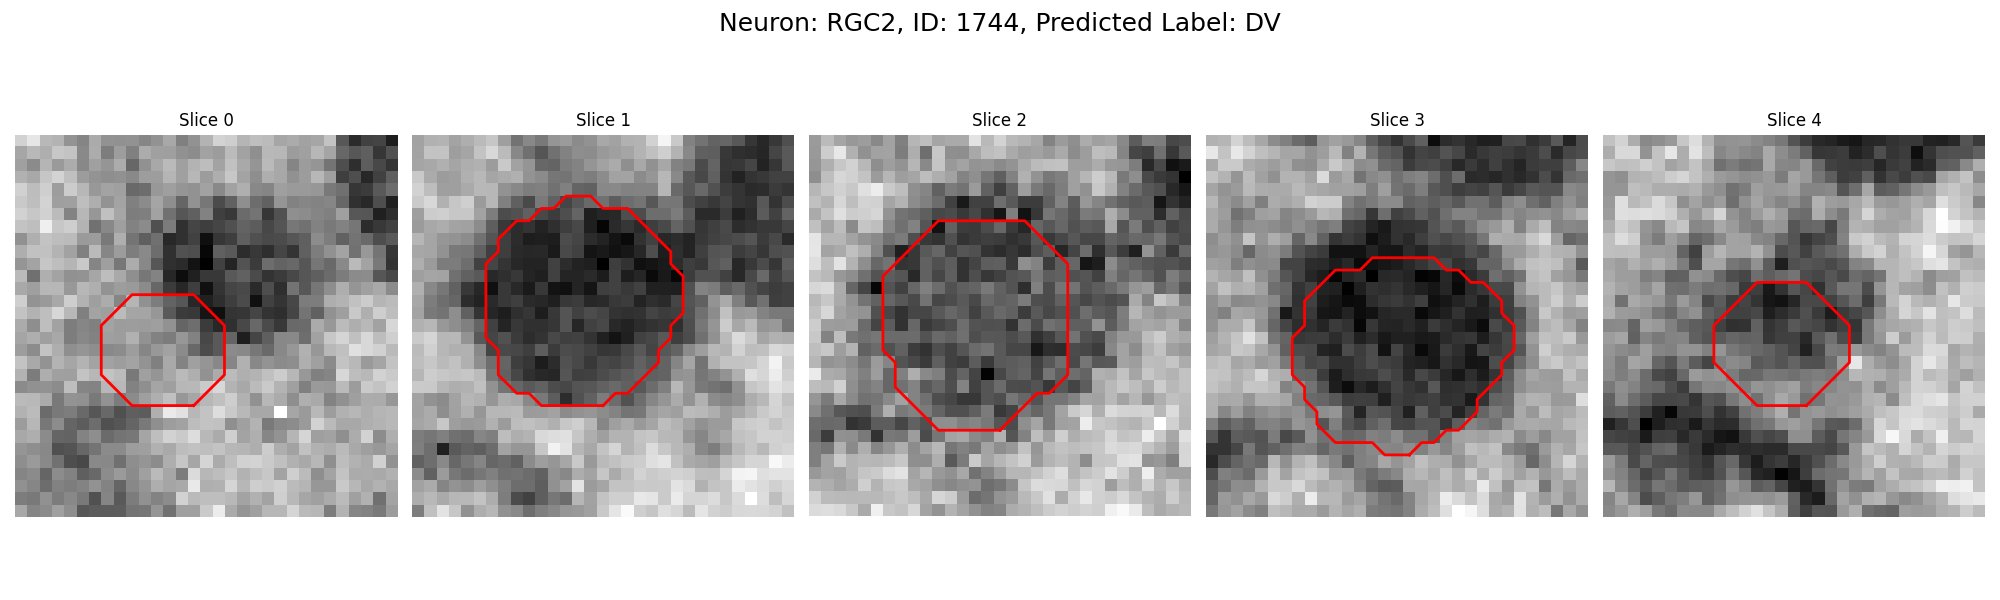 Neuron: RGC2, ID: 1744, Predicted Label: DV
Slice 0
Slice 1
Slice 2
Slice 3
Slice 4